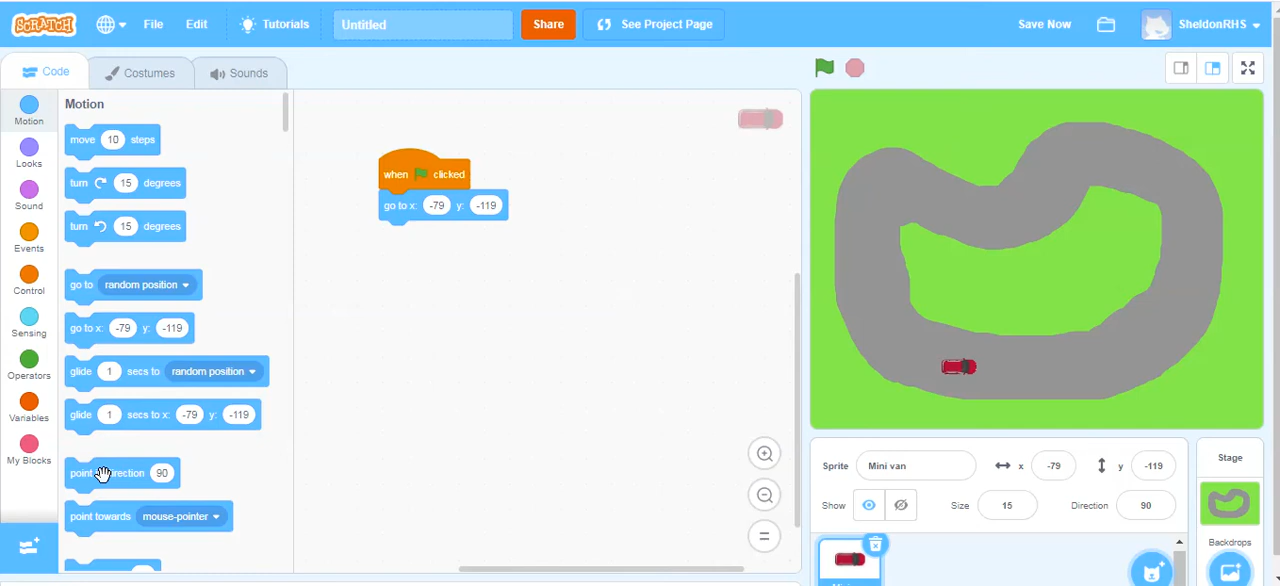 SCRATCH File Edit Tutorials Untitled Share See Project Page Save Now SheldonRHS
Code Costumes Sounds
Motion
Looks
Sound
Events
Control
Sensing
Operators
Variables
My Blocks
Motion
move 10 steps
turn 15 degrees
turn 15 degrees
go to random position
go to x: -79 y: -119
glide 1 secs to random position
glide 1 secs to x: -79 y: -119
point direction 90
point towards mouse-pointer
when clicked
go to x: -79 y: -119
Sprite Mini van x -79 y -119
Show Size 15 Direction 90
Stage
Backdrops